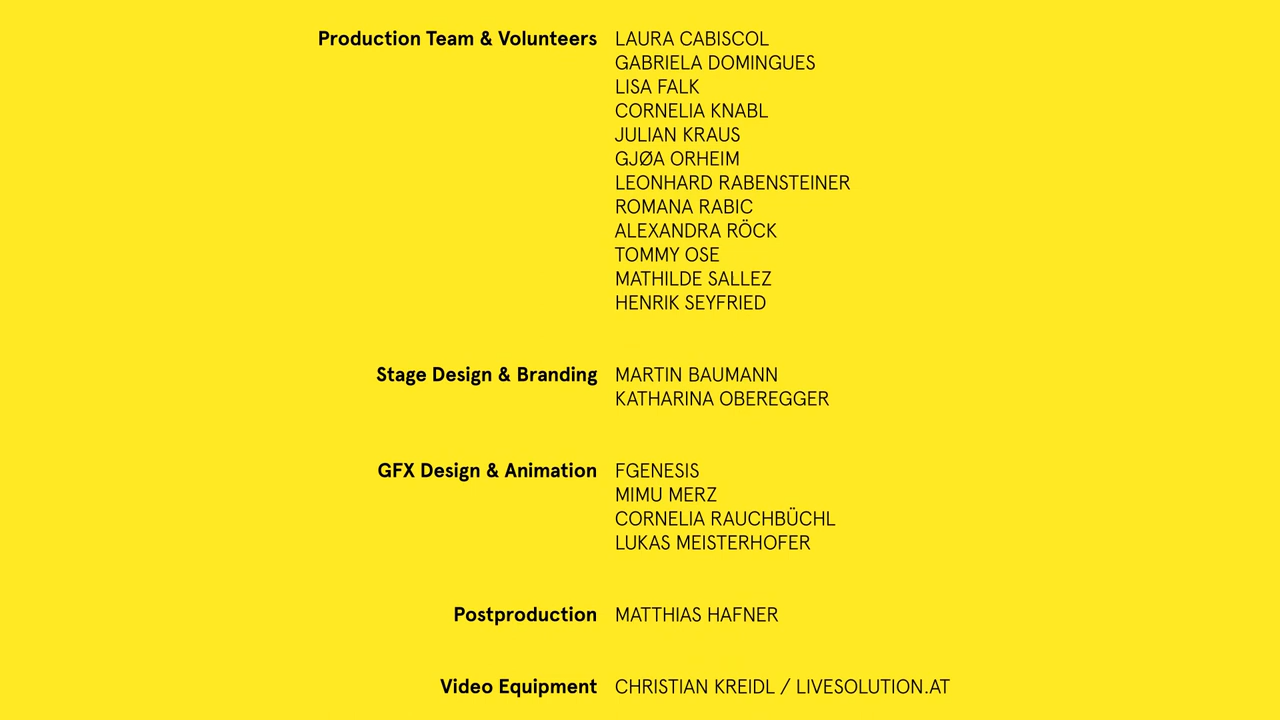 Production Team & Volunteers LAURA CABISCOL
GABRIELA DOMINGUES
LISA FALK
CORNELIA KNABL
JULIAN KRAUS
GJØA ORHEIM
LEONHARD RABENSTEINER
ROMANA RABIC
ALEXANDRA RÖCK
TOMMY OSE
MATHILDE SALLEZ
HENRIK SEYFRIED
Stage Design & Branding MARTIN BAUMANN
KATHARINA OBEREGGER
GFX Design & Animation FGENESIS
MIMU MERZ
CORNELIA RAUCHBÜCHL
LUKAS MEISTERHOFER
Postproduction MATTHIAS HAFNER
Video Equipment CHRISTIAN KREIDL / LIVESOLUTION.AT